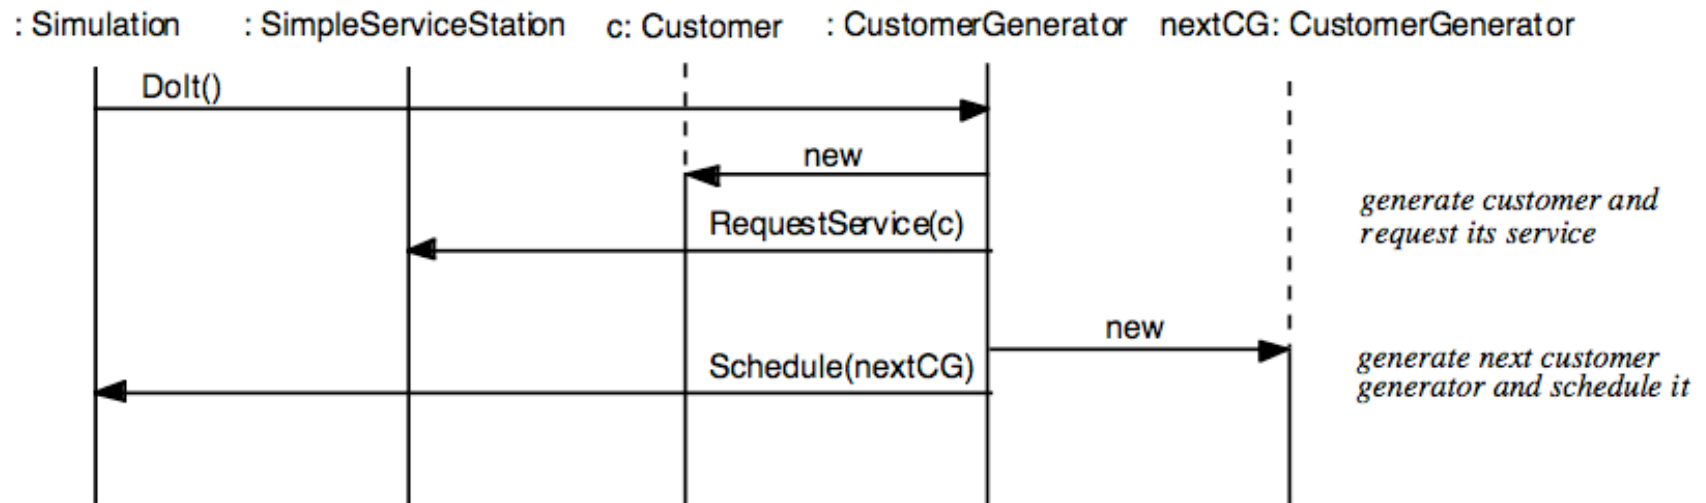 : Simulation : SimpleServiceStation c: Customer : CustomerGenerator nextCG: CustomerGenerator
DoIt()
new
generate customer and
RequestService(c)
request its service
new
Schedule(nextCG)
generate next customer
generator and schedule it